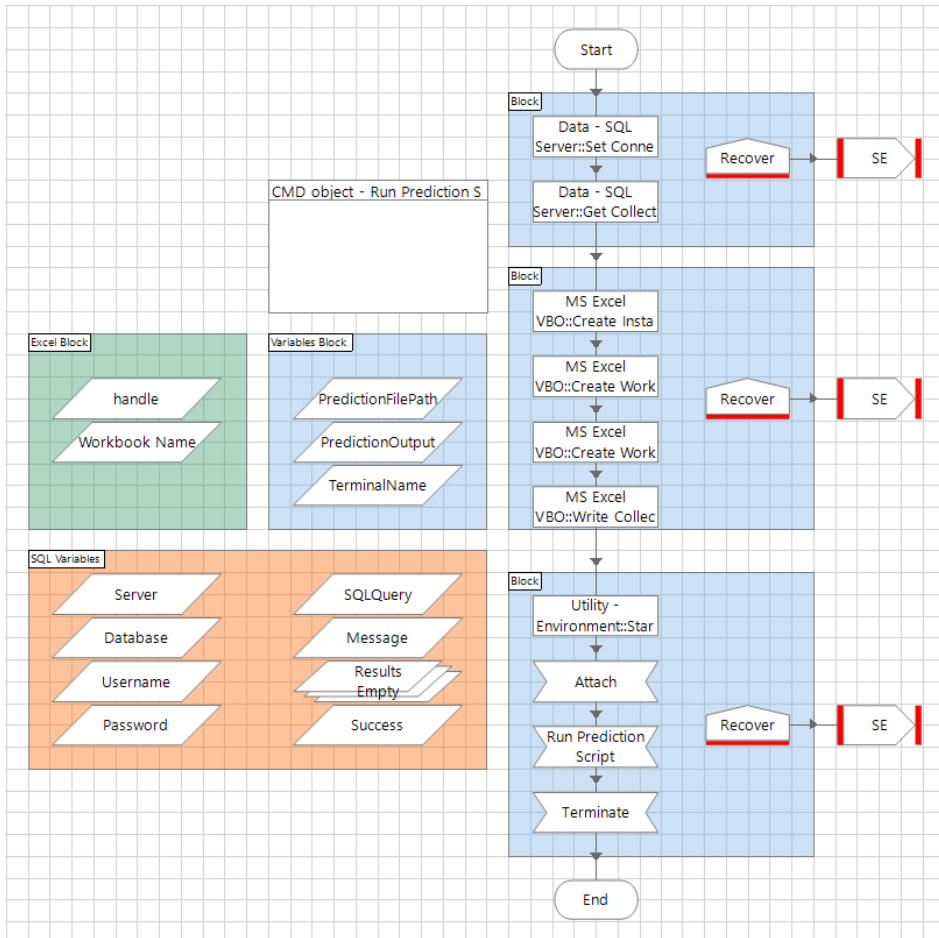 Start
Block
Data - SQL
Server::Set Conne
Recover
SE
Data - SQL
Server::Get Collect
CMD object - Run Prediction S
Block
MS Excel
VBO::Create Insta
MS Excel
VBO::Create Work
Recover
SE
MS Excel
VBO::Create Work
MS Excel
VBO::Write Collec
Excel Block
handle
Workbook Name
Variables Block
PredictionFilePath
PredictionOutput
TerminalName
SQL Variables
Server
SQLQuery
Database
Message
Username
Results
Empty
Password
Success
Block
Utility -
Environment::Star
Attach
Run Prediction
Script
Recover
SE
Terminate
End